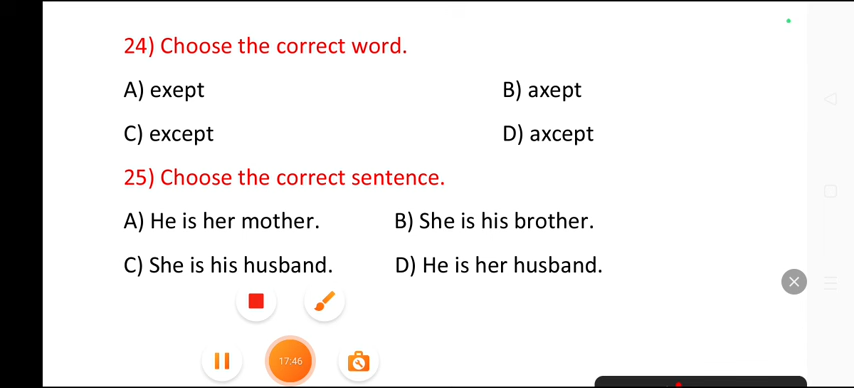 24) Choose the correct word.
A) exept B) axept
C) except D) axcept
25) Choose the correct sentence.
A) He is her mother. B) She is his brother.
C) She is his husband. D) He is her husband.
17:46